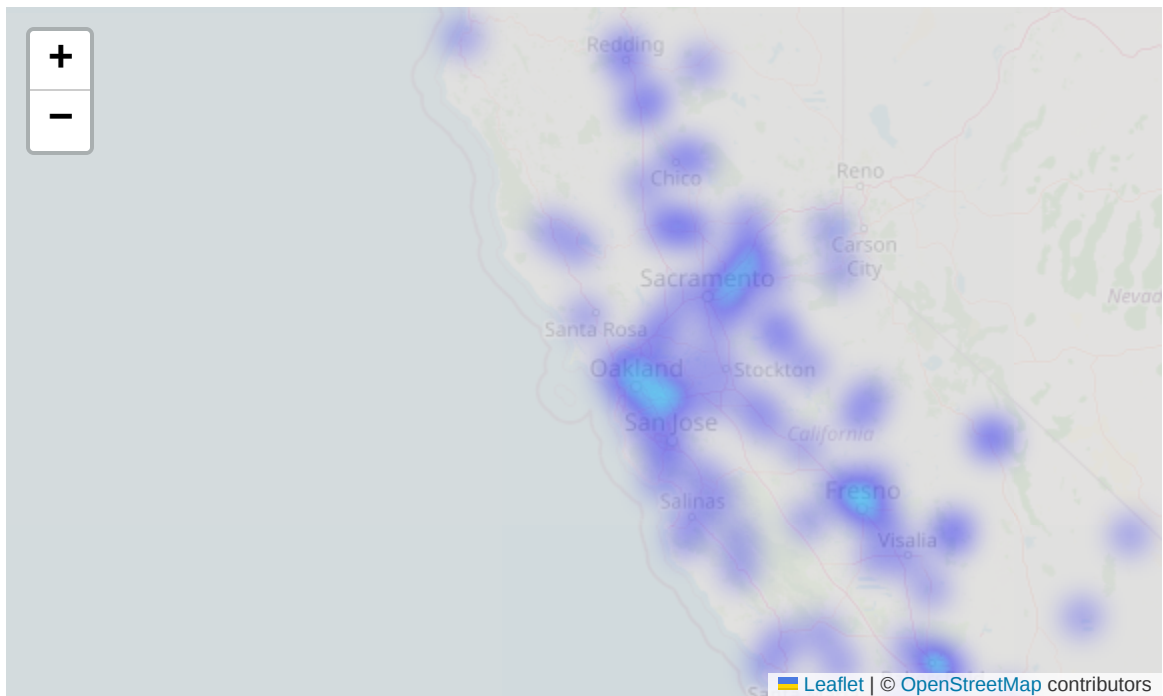 +
−
Redding
Chico
Reno
Carson
City
Sacramento
Nevad
Santa Rosa
Oakland
Stockton
San Jose
California
Fresno
Salinas
Visalia
Sa
Leaflet | © OpenStreetMap contributors